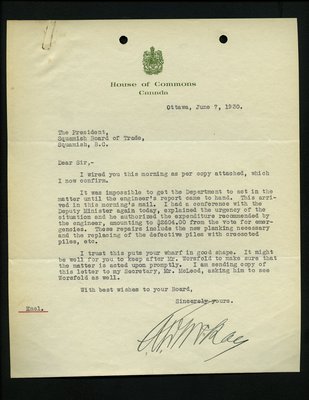 House of Commons
Canada
Ottawa, June 7, 1930.
The President,
Squamish Board of Trade,
Squamish, B.C.
Dear Sir,-
I wired you this morning as per copy attached, which
I now confirm.
It was impossible to get the Department to act in the
matter until the engineer's report came to hand. This arri-
ved in this morning's mail. I had a conference with the
Deputy Minister again today, explained the urgency of the
situation and he authorized the expenditure recommended by
the engineer, amounting to $2464.00 from the vote for emer-
gencies. These repairs include the new planking necessary
and the replacing of the defective piles with creosoted
piles, etc.
I trust this puts your wharf in good shape. It might
be well for you to keep after Mr. Worsfold to make sure that
the matter is acted upon promptly. I am sending copy of
this letter to my Secretary, Mr. McLeod, asking him to see
Worsfold as well.
With best wishes to your Board,
Sincerely yours,
Encl.